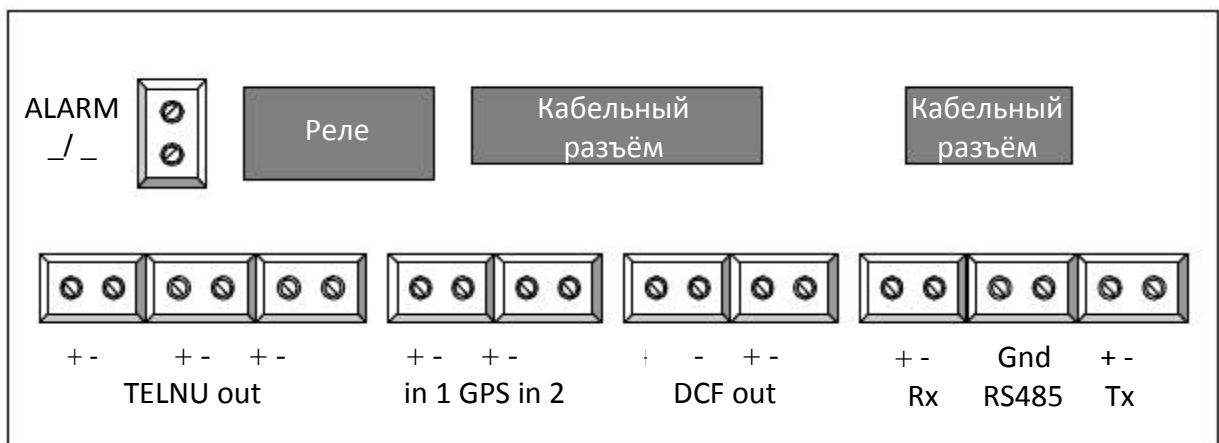 ALARM
_/ _
Реле
Кабельный
разъём
Кабельный
разъём
+ - + - + -
+ - + -
- + -
+ - Gnd + -
TELNU out
in 1 GPS in 2
DCF out
Rx RS485 Tx